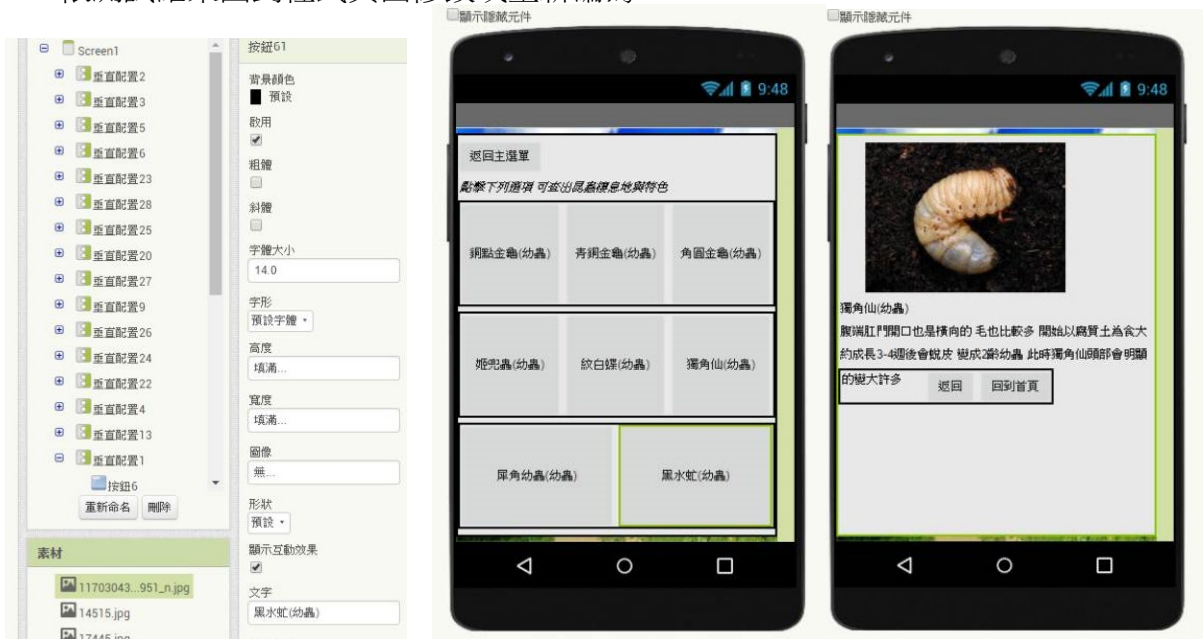 顯示隱藏元件
顯示隱藏元件
Screen1
垂直配置2
垂直配置3
垂直配置5
垂直配置6
垂直配置23
垂直配置28
垂直配置25
垂直配置20
垂直配置27
垂直配置9
垂直配置26
垂直配置24
垂直配置22
垂直配置4
垂直配置13
垂直配置1
按鈕6
重新命名 刪除
素材
11703043...951_n.jpg
14515.jpg
17445.jpg
按鈕61
背景顏色
預設
啟用
粗體
斜體
字體大小
14.0
字形
預設字體
高度
填滿...
寬度
填滿...
圖像
無...
形狀
預設
顯示互動效果
文字
黑水虻(幼蟲)
9:48
返回主選單
點擊下列選項 可查出昆蟲棲息地與特色
銅點金龜(幼蟲) 青銅金龜(幼蟲) 角圓金龜(幼蟲)
姬兜蟲(幼蟲) 紋白蝶(幼蟲) 獨角仙(幼蟲)
犀角幼蟲(幼蟲) 黑水虻(幼蟲)
9:48
獨角仙(幼蟲)
腹端肛門開口也是橫向的 毛也比較多 開始以腐質土為食大
約成長3-4週後會蛻皮 變成2齡幼蟲 此時獨角仙頭部會明顯
的變大許多 返回 回到首頁